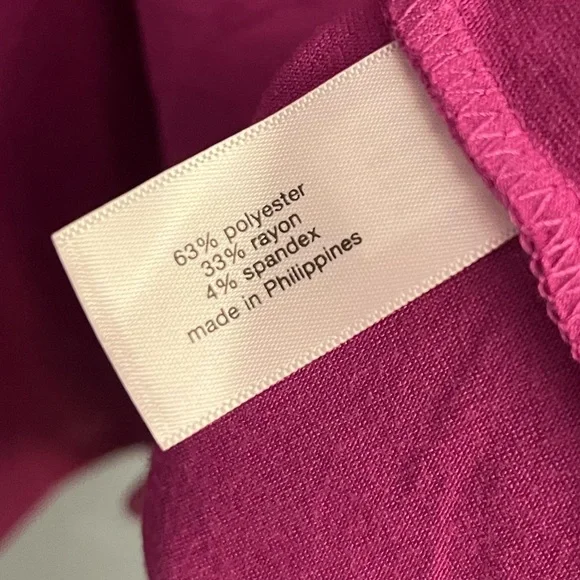 63% polyester
33% rayon
4% spandex
made in Philippines